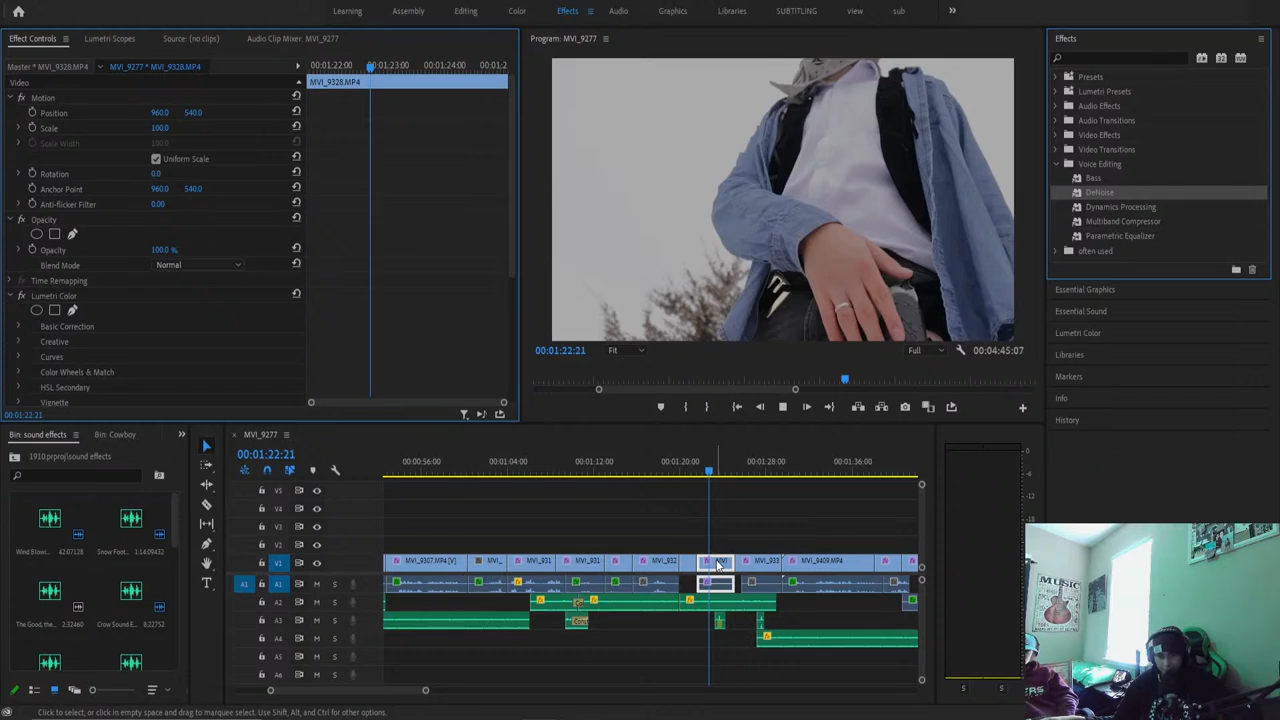 Learning Assembly Editing Color Effects Audio Graphics Libraries SUBTITLING view sub
Effect Controls Lumetri Scopes Source: (no clips) Audio Clip Mixer: MVI_9277
Master * MVI_9328.MP4 MVI_9277 * MVI_9328.MP4
00:01:22:00 00:01:23:00 00:01:24:00 00:01:2
Video
MVI_9328.MP4
fx Motion
Position 960.0 540.0
Scale 100.0
Scale Width 100.0
Uniform Scale
Rotation 0.0
Anchor Point 960.0 540.0
Anti-flicker Filter 0.00
fx Opacity
Opacity 100.0 %
Blend Mode Normal
Time Remapping
fx Lumetri Color
Basic Correction
Creative
Curves
Color Wheels & Match
HSL Secondary
Vignette
00:01:22:21
Program: MVI_9277
00:01:22:21 Fit Full 00:04:45:07
Effects
Presets
Lumetri Presets
Audio Effects
Audio Transitions
Video Effects
Video Transitions
Voice Editing
Bass
DeNoise
Dynamics Processing
Multiband Compressor
Parametric Equalizer
often used
Essential Graphics
Essential Sound
Lumetri Color
Libraries
Markers
Info
History
Bin: sound effects Bin: Cowboy
1910.prproj\sound effects
Wind Blowi... 42:07128
Snow Foot... 1:14:09432
The Good, the... 2:32460
Crow Sound E... 8:22752
MVI_9277
00:01:22:21
00:00:56:00 00:01:04:00 00:01:12:00 00:01:20:00 00:01:28:00 00:01:36:00
V5
V4
V3
V2
V1 MVI_9307.MP4 [V] MVI_ MVI_931 MVI_931 MVI_932 MVI MVI_933 MVI_9409.MP4
A1 A1 M S
A2 M S
A3 M S
A4 M S
A5 M S
A6 M S
0
-6
-12
S S
MUSIC
Click to select, or click in empty space and drag to marquee select. Use Shift, Alt, and Ctrl for other options.